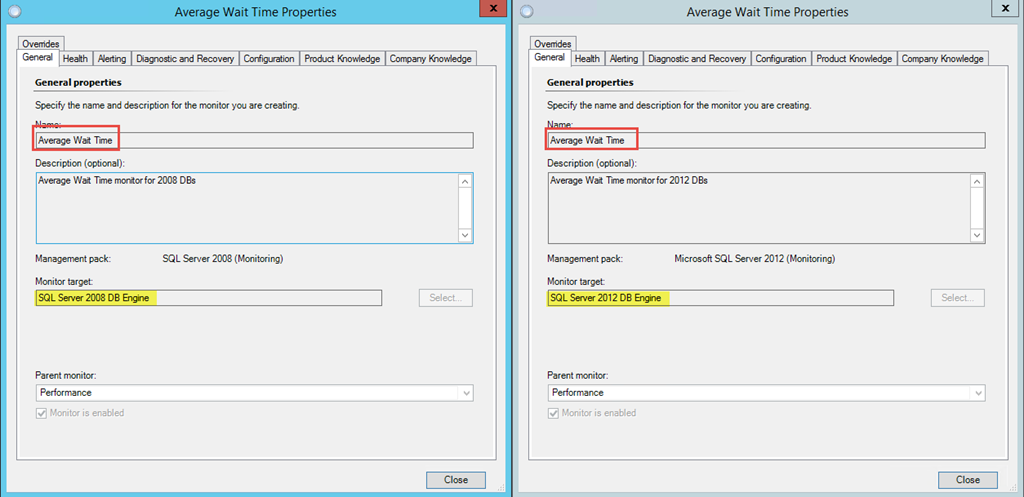 Average Wait Time Properties
x
Overrides
General Health Alerting Diagnostic and Recovery Configuration Product Knowledge Company Knowledge
General properties
Specify the name and description for the monitor you are creating.
Name:
Average Wait Time
Description (optional):
Average Wait Time monitor for 2008 DBs
Management pack: SQL Server 2008 (Monitoring)
Monitor target:
SQL Server 2008 DB Engine
Select...
Parent monitor:
Performance
Monitor is enabled
Close
Average Wait Time Properties
x
Overrides
General Health Alerting Diagnostic and Recovery Configuration Product Knowledge Company Knowledge
General properties
Specify the name and description for the monitor you are creating.
Name:
Average Wait Time
Description (optional):
Average Wait Time monitor for 2012 DBs
Management pack: Microsoft SQL Server 2012 (Monitoring)
Monitor target:
SQL Server 2012 DB Engine
Select...
Parent monitor:
Performance
Monitor is enabled
Close